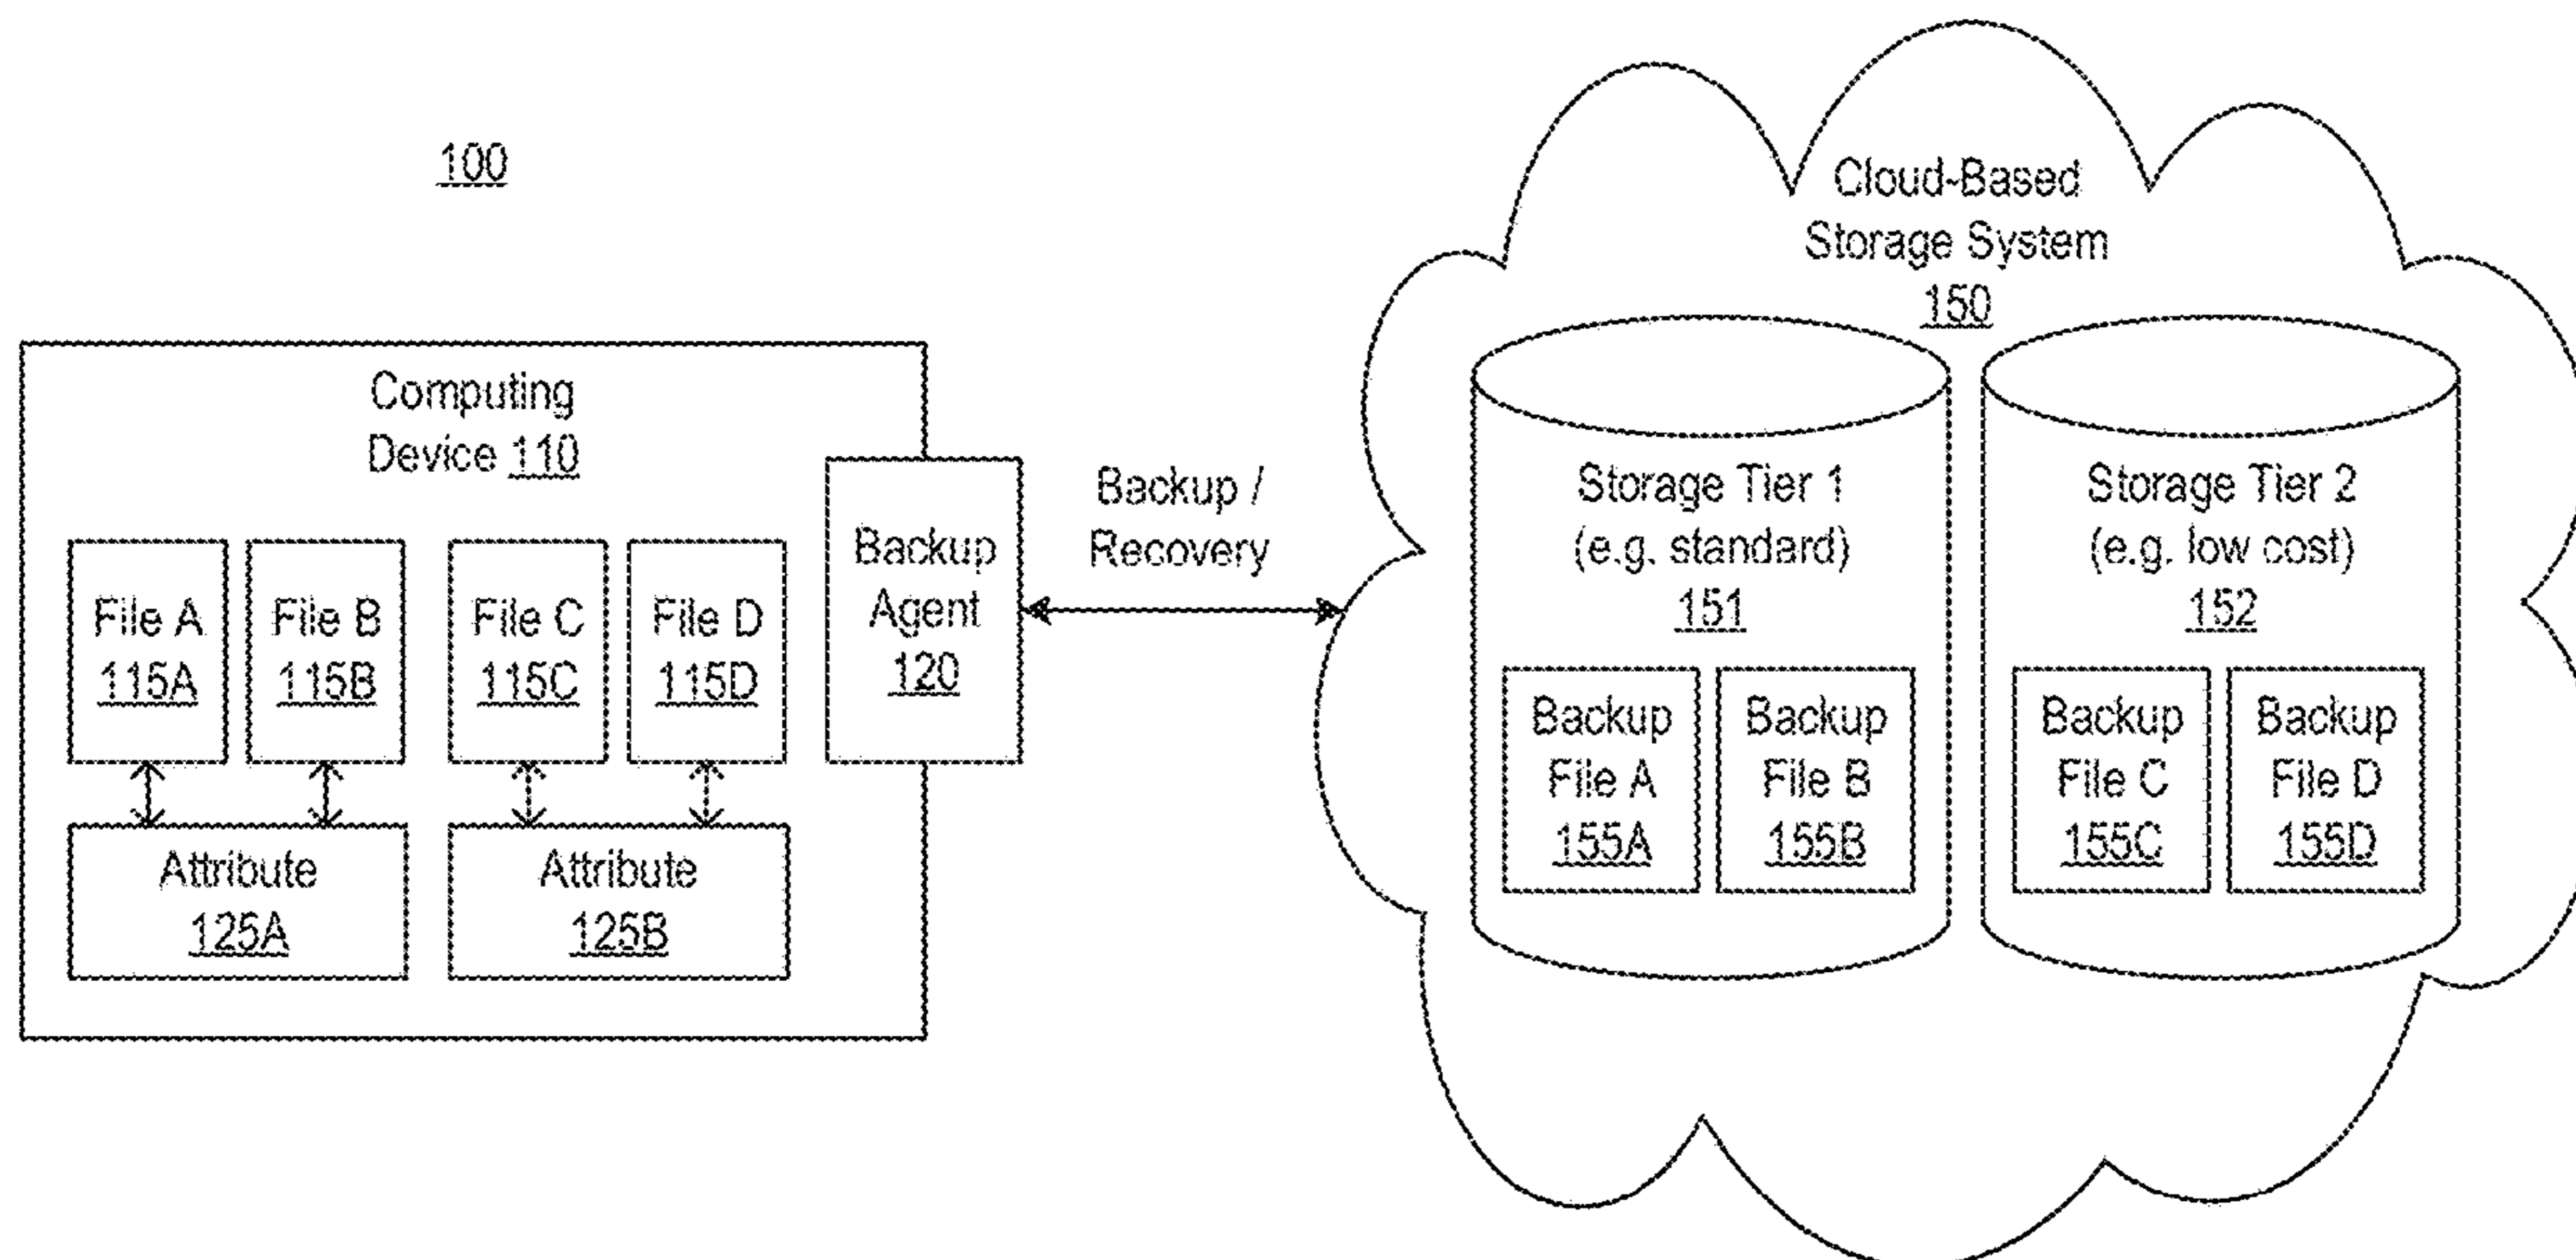 100
Computing
Device 110
File A
115A
File B
115B
File C
115C
File D
115D
Attribute
125A
Attribute
125B
Backup
Agent
120
Backup /
Recovery
Cloud-Based
Storage System
150
Storage Tier 1
(e.g. standard)
151
Backup
File A
155A
Backup
File B
155B
Storage Tier 2
(e.g. low cost)
152
Backup
File C
155C
Backup
File D
155D